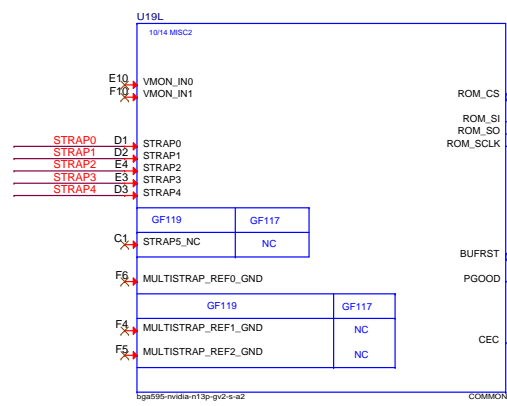 U19L
10/14 MISC2
E10 VMON_IN0
F10 VMON_IN1
ROM_CS
ROM_SI
ROM_SO
ROM_SCLK
STRAP0 D1 STRAP0
STRAP1 D2 STRAP1
STRAP2 E4 STRAP2
STRAP3 E3 STRAP3
STRAP4 D3 STRAP4
GF119 GF117
C1 STRAP5_NC NC
BUFRST
F6 MULTISTRAP_REF0_GND
PGOOD
GF119 GF117
F4 MULTISTRAP_REF1_GND NC
CEC
F5 MULTISTRAP_REF2_GND NC
bga595-nvidia-n13p-gv2-s-a2 COMMON